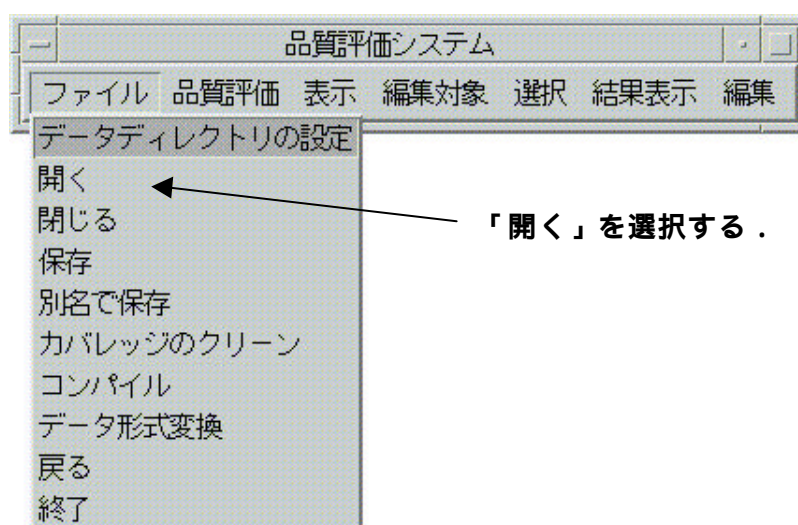 品質評価システム
ファイル 品質評価 表示 編集対象 選択 結果表示 編集
データディレクトリの設定
開く
「開く」を選択する．
閉じる
保存
別名で保存
カバレッジのクリーン
コンパイル
データ形式変換
戻る
終了